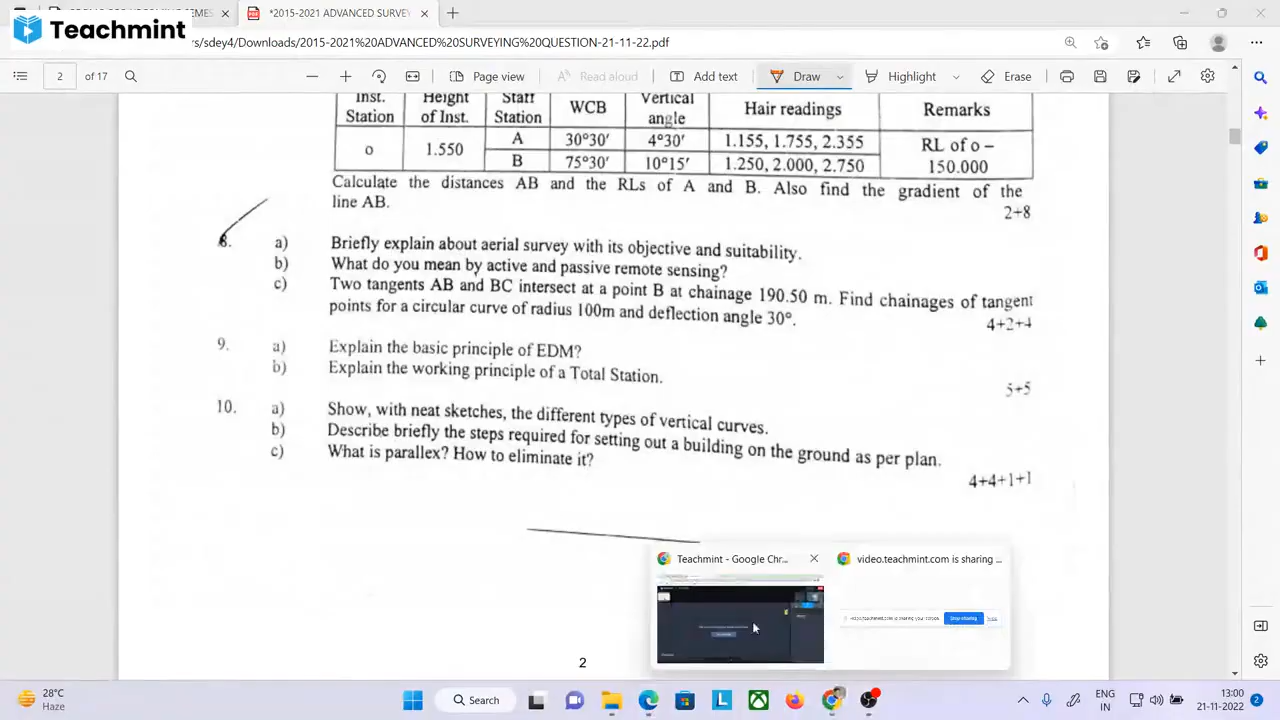 EMES
*2015-2021 ADVANCED SURVEY
Teachmint
s/sdey4/Downloads/2015-2021%20ADVANCED%20SURVEYING%20QUESTION-21-11-22.pdf
2 of 17 Page view Read aloud Add text Draw Highlight Erase
Inst. Station Height of Inst. Staff Station WCB Vertical angle Hair readings Remarks
o 1.550 A 30°30′ 4°30′ 1.155, 1.755, 2.355 RL of o – 150.000
B 75°30′ 10°15′ 1.250, 2.000, 2.750
Calculate the distances AB and the RLs of A and B. Also find the gradient of the
line AB.
2+8
8. a) Briefly explain about aerial survey with its objective and suitability.
b) What do you mean by active and passive remote sensing?
c) Two tangents AB and BC intersect at a point B at chainage 190.50 m. Find chainages of tangent
points for a circular curve of radius 100m and deflection angle 30°.
4+2+4
9. a) Explain the basic principle of EDM?
b) Explain the working principle of a Total Station.
5+5
10. a) Show, with neat sketches, the different types of vertical curves.
b) Describe briefly the steps required for setting out a building on the ground as per plan.
c) What is parallex? How to eliminate it?
4+4+1+1
Teachmint - Google Chr...
video.teachmint.com is sharing ...
Stop sharing
2
28°C
Haze
Search
ENG
IN
13:00
21-11-2022
2